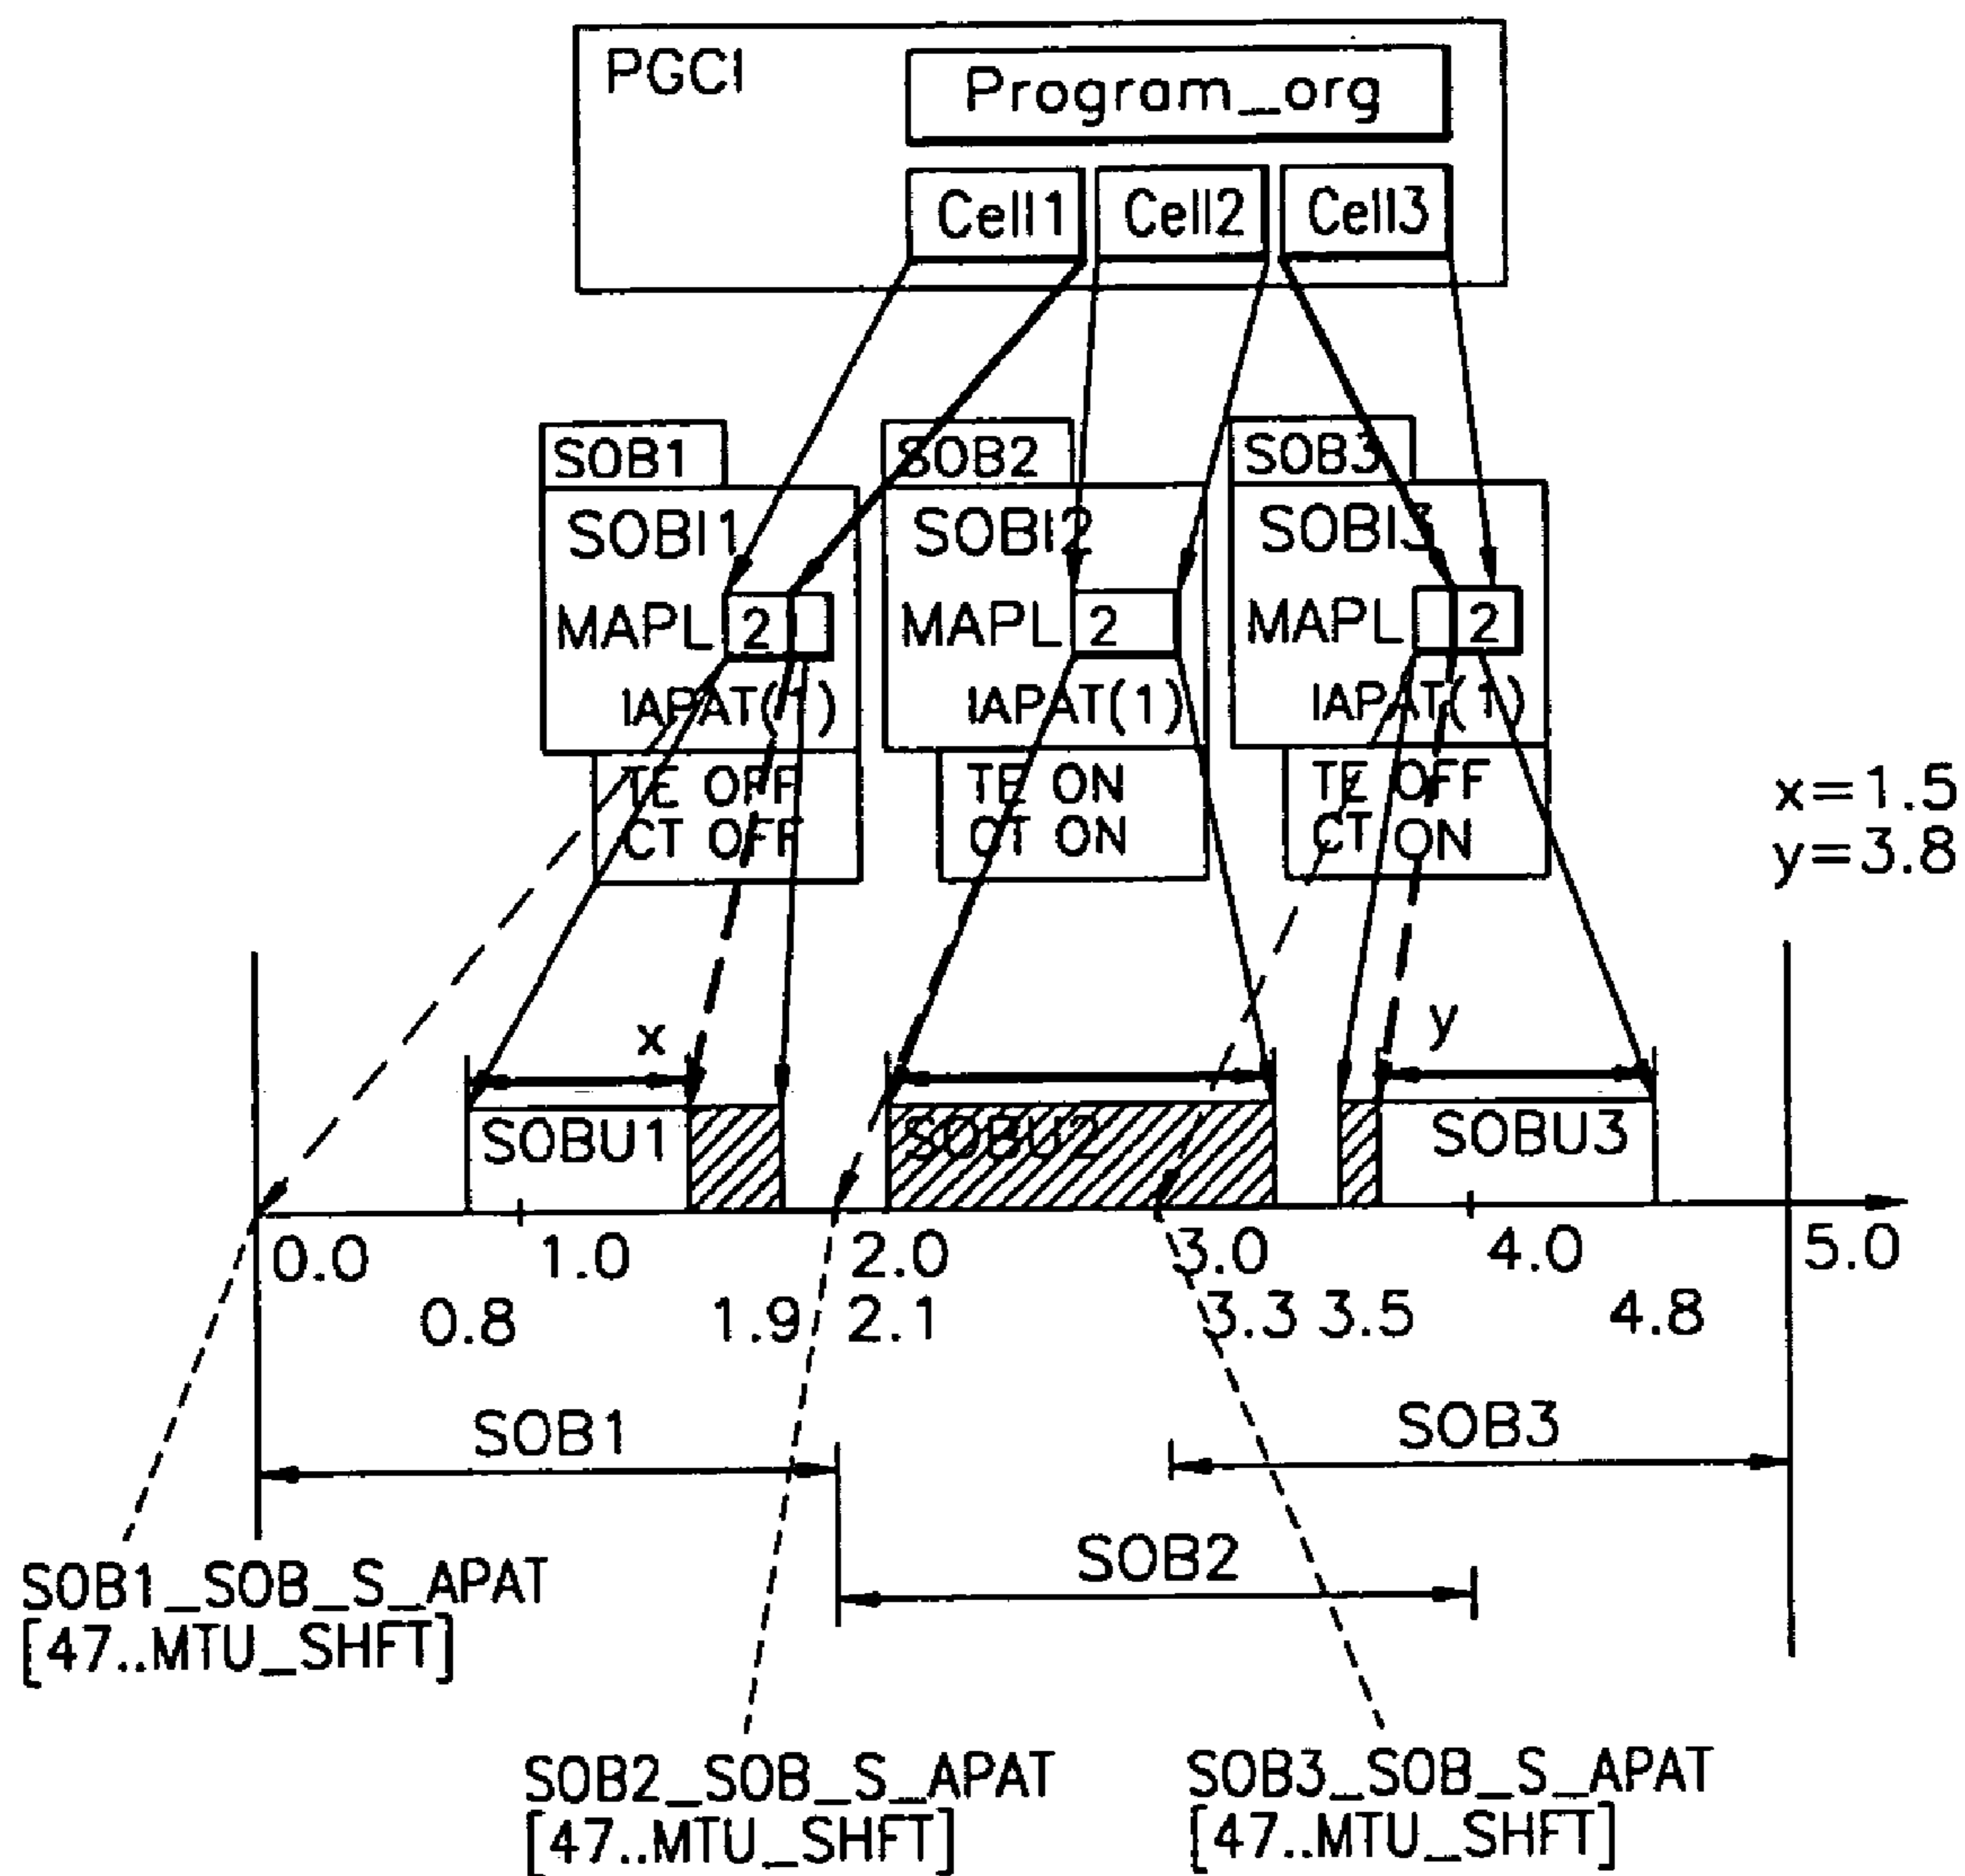 PGCI
Program_org
Cell1 Cell2 Cell3
SOB1 SOB2 SOB3
SOBI1 SOBI2 SOBI3
MAPL 2 MAPL 2 MAPL 2
IAPAT(1) IAPAT(1) IAPAT(1)
TE OFF TE ON TE OFF
CT OFF CT ON CT ON
x=1.5
y=3.8
x y
SOBU1 SOBU2 SOBU3
0.0 1.0 2.0 3.0 4.0 5.0
0.8 1.9 2.1 3.3 3.5 4.8
SOB1 SOB3
SOB2
SOB1_SOB_S_APAT
[47..MTU_SHFT]
SOB2_SOB_S_APAT
[47..MTU_SHFT]
SOB3_SOB_S_APAT
[47..MTU_SHFT]